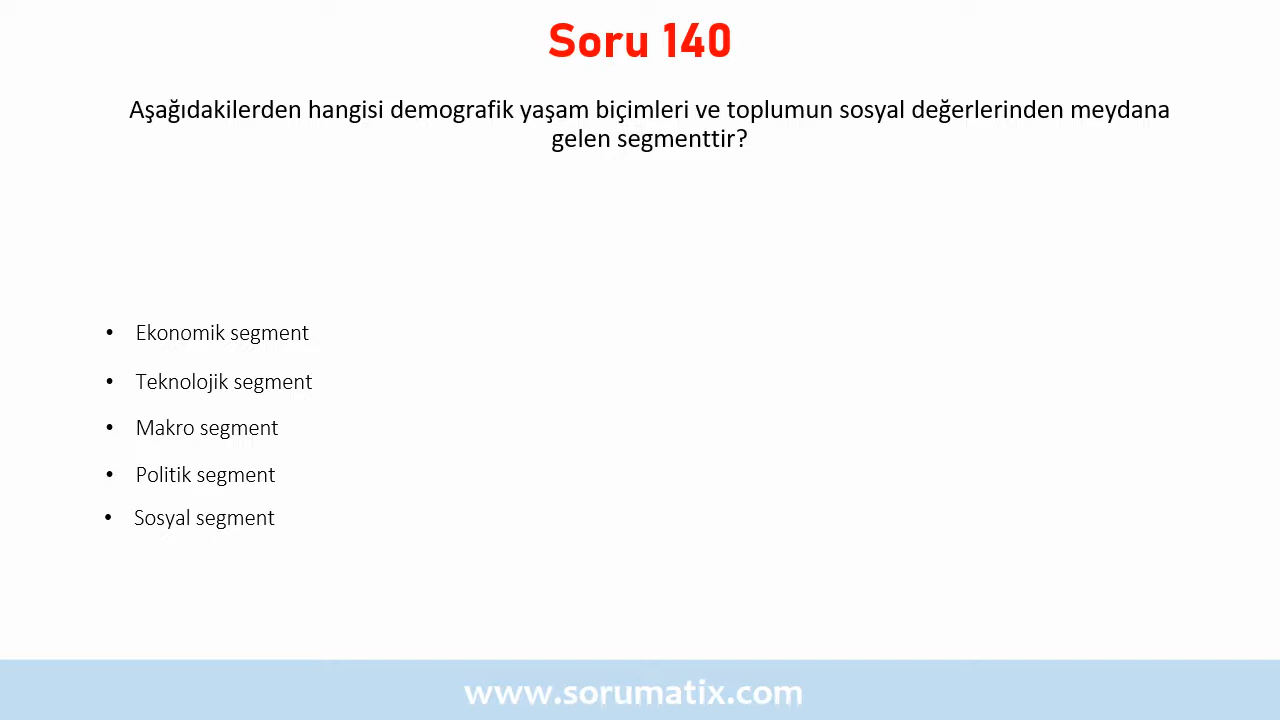 Soru 140
Aşağıdakilerden hangisi demografik yaşam biçimleri ve toplumun sosyal değerlerinden meydana
gelen segmenttir?
• Ekonomik segment
• Teknolojik segment
• Makro segment
• Politik segment
• Sosyal segment
www.sorumatix.com